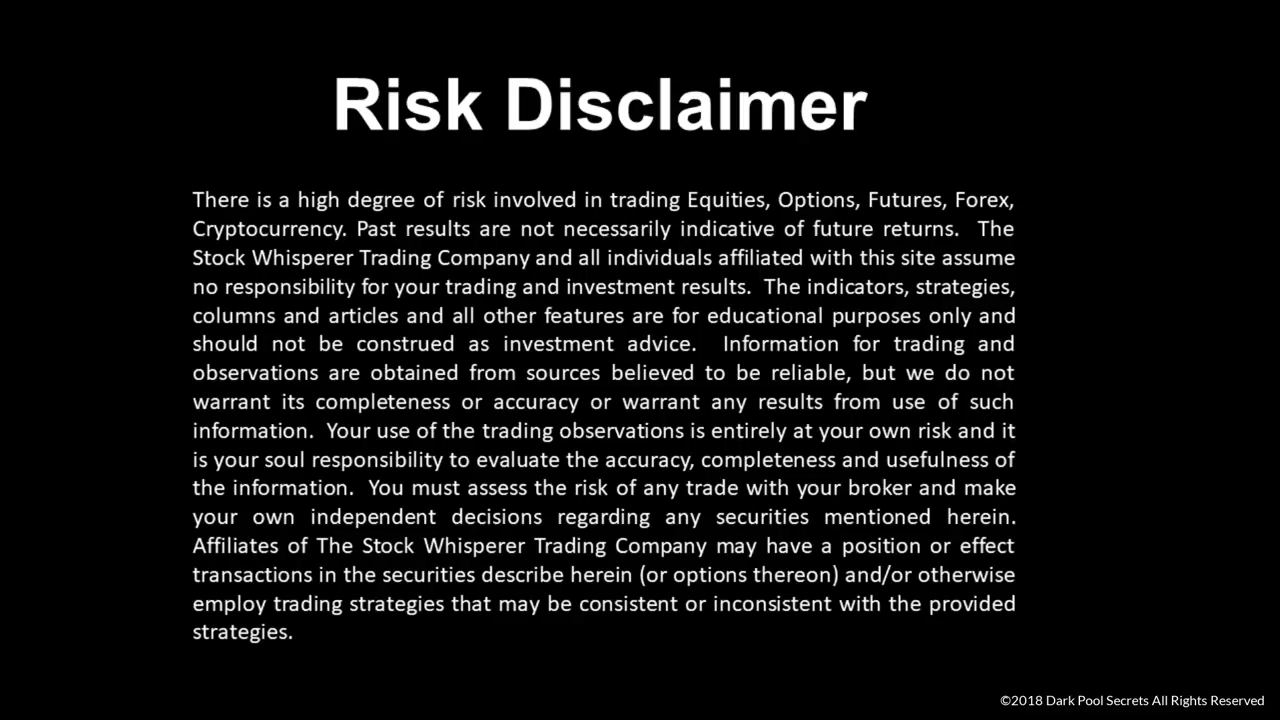 Risk Disclaimer
There is a high degree of risk involved in trading Equities, Options, Futures, Forex,
Cryptocurrency. Past results are not necessarily indicative of future returns. The
Stock Whisperer Trading Company and all individuals affiliated with this site assume
no responsibility for your trading and investment results. The indicators, strategies,
columns and articles and all other features are for educational purposes only and
should not be construed as investment advice. Information for trading and
observations are obtained from sources believed to be reliable, but we do not
warrant its completeness or accuracy or warrant any results from use of such
information. Your use of the trading observations is entirely at your own risk and it
is your soul responsibility to evaluate the accuracy, completeness and usefulness of
the information. You must assess the risk of any trade with your broker and make
your own independent decisions regarding any securities mentioned herein.
Affiliates of The Stock Whisperer Trading Company may have a position or effect
transactions in the securities describe herein (or options thereon) and/or otherwise
employ trading strategies that may be consistent or inconsistent with the provided
strategies.
©2018 Dark Pool Secrets All Rights Reserved